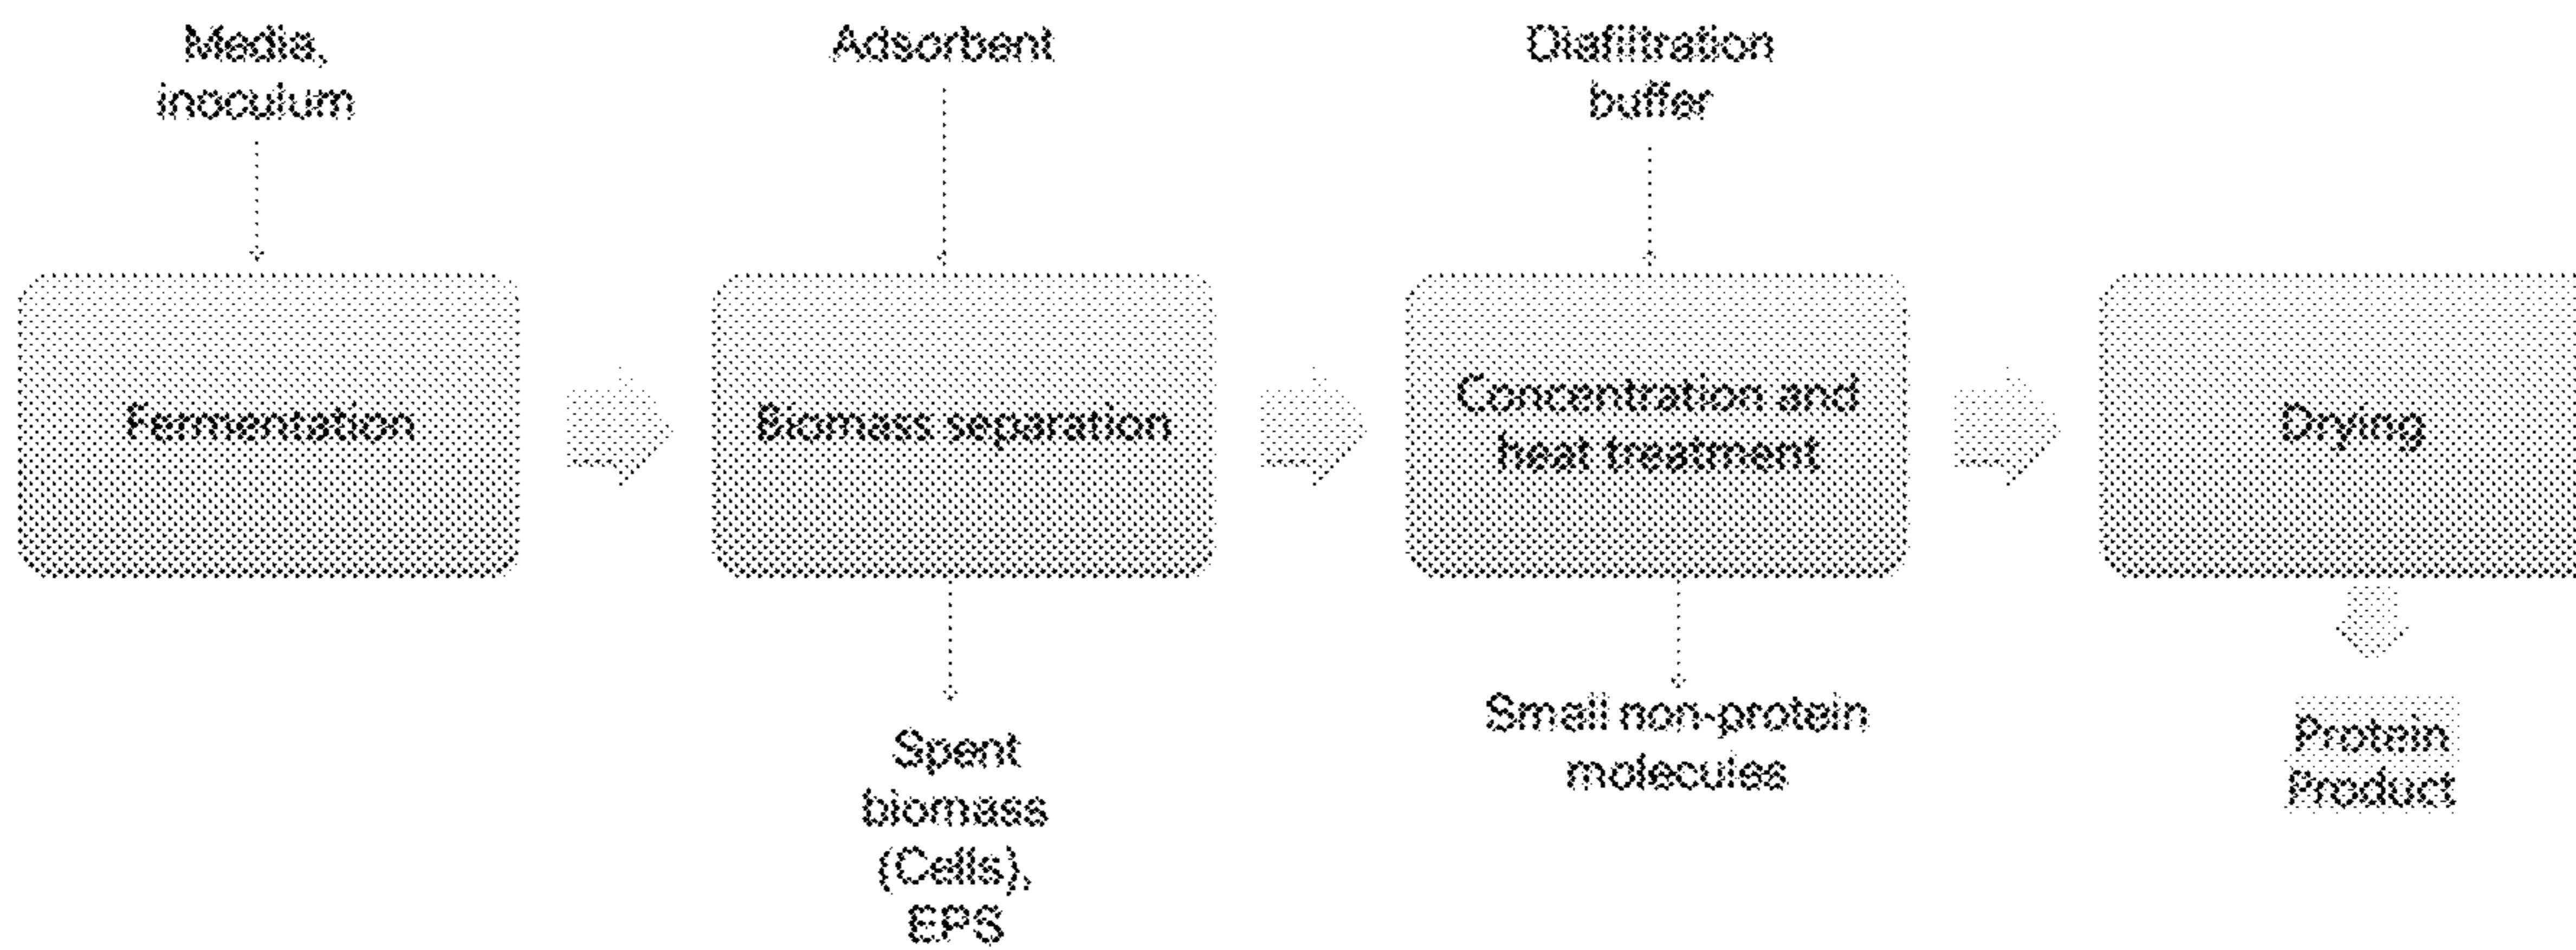 Media,
inoculum
Adsorbent
Diafiltration
buffer
Fermentation
Biomass separation
Concentration and
heat treatment
Drying
Spent
biomass
(Cells),
EPS
Small non-protein
molecules
Protein
Product